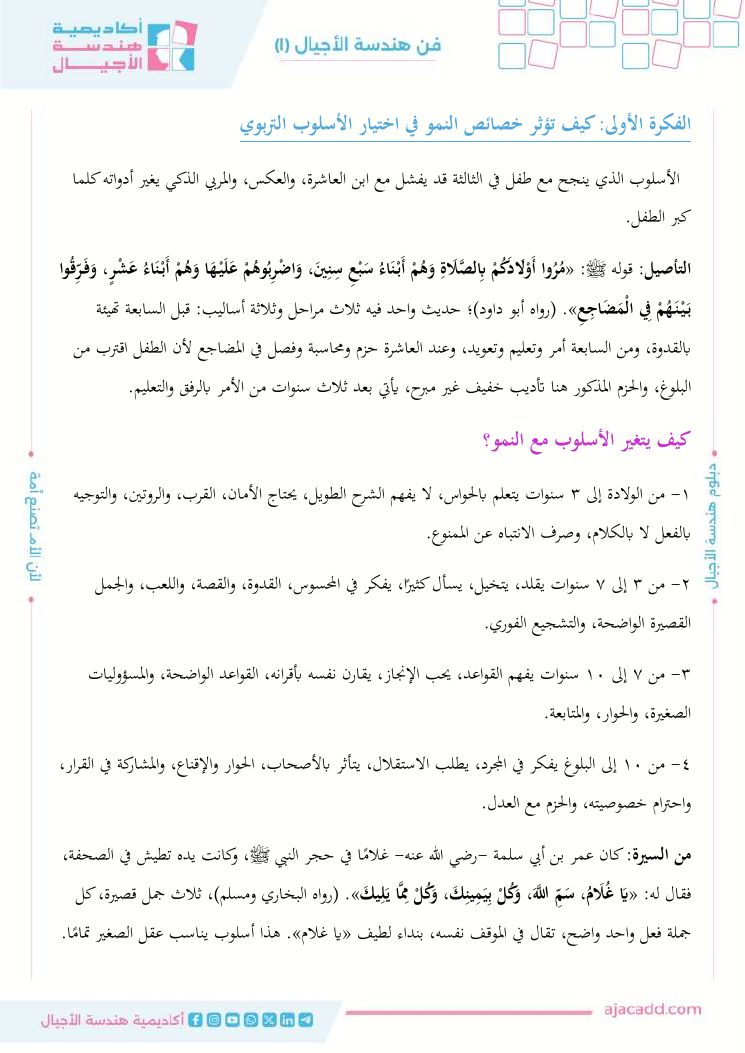 أكاديمية
هندسة
الأجيال
فن هندسة الأجيال (١)
الفكرة الأولى: كيف تؤثر خصائص النمو في اختيار الأسلوب التربوي
الأسلوب الذي ينجح مع طفل في الثالثة قد يفشل مع ابن العاشرة، والعكس، والمربي الذكي يغير أدواته كلما
كبر الطفل.
التأصيل: قوله ﷺ: «مُرُوا أَوْلَادَكُمْ بِالصَّلَاةِ وَهُمْ أَبْنَاءُ سَبْعِ سِنِينَ، وَاضْرِبُوهُمْ عَلَيْهَا وَهُمْ أَبْنَاءُ عَشْرٍ، وَفَرِّقُوا
بَيْنَهُمْ فِي الْمَضَاجِعِ». (رواه أبو داود)؛ حديث واحد فيه ثلاث مراحل وثلاثة أساليب: قبل السابعة تهيئة
بالقدوة، ومن السابعة أمر وتعليم وتعويد، وعند العاشرة حزم ومحاسبة وفصل في المضاجع لأن الطفل اقترب من
البلوغ، والحزم المذكور هنا تأديب خفيف غير مبرح، يأتي بعد ثلاث سنوات من الأمر بالرفق والتعليم.
كيف يتغير الأسلوب مع النمو؟
١- من الولادة إلى ٣ سنوات يتعلم بالحواس، لا يفهم الشرح الطويل، يحتاج الأمان، القرب، والروتين، والتوجيه
بالفعل لا بالكلام، وصرف الانتباه عن الممنوع.
٢- من ٣ إلى ٧ سنوات يقلد، يتخيل، يسأل كثيرًا، يفكر في المحسوس، القدوة، والقصة، واللعب، والجمل
القصيرة الواضحة، والتشجيع الفوري.
٣- من ٧ إلى ١٠ سنوات يفهم القواعد، يحب الإنجاز، يقارن نفسه بأقرانه، القواعد الواضحة، والمسؤوليات
الصغيرة، والحوار، والمتابعة.
٤- من ١٠ إلى البلوغ يفكر في المجرد، يطلب الاستقلال، يتأثر بالأصحاب، الحوار والإقناع، والمشاركة في القرار،
واحترام خصوصيته، والحزم مع العدل.
من السيرة: كان عمر بن أبي سلمة -رضي الله عنه- غلامًا في حجر النبي ﷺ، وكانت يده تطيش في الصحفة،
فقال له: «يَا غُلَامُ، سَمِّ اللَّهَ، وَكُلْ بِيَمِينِكَ، وَكُلْ مِمَّا يَلِيكَ». (رواه البخاري ومسلم)، ثلاث جمل قصيرة، كل
جملة فعل واحد واضح، تقال في الموقف نفسه، بنداء لطيف «يا غلام». هذا أسلوب يناسب عقل الصغير تمامًا.
دبلوم هندسة الأجيال
لأن الأم تصنع أمة
أكاديمية هندسة الأجيال
ajacadd.com